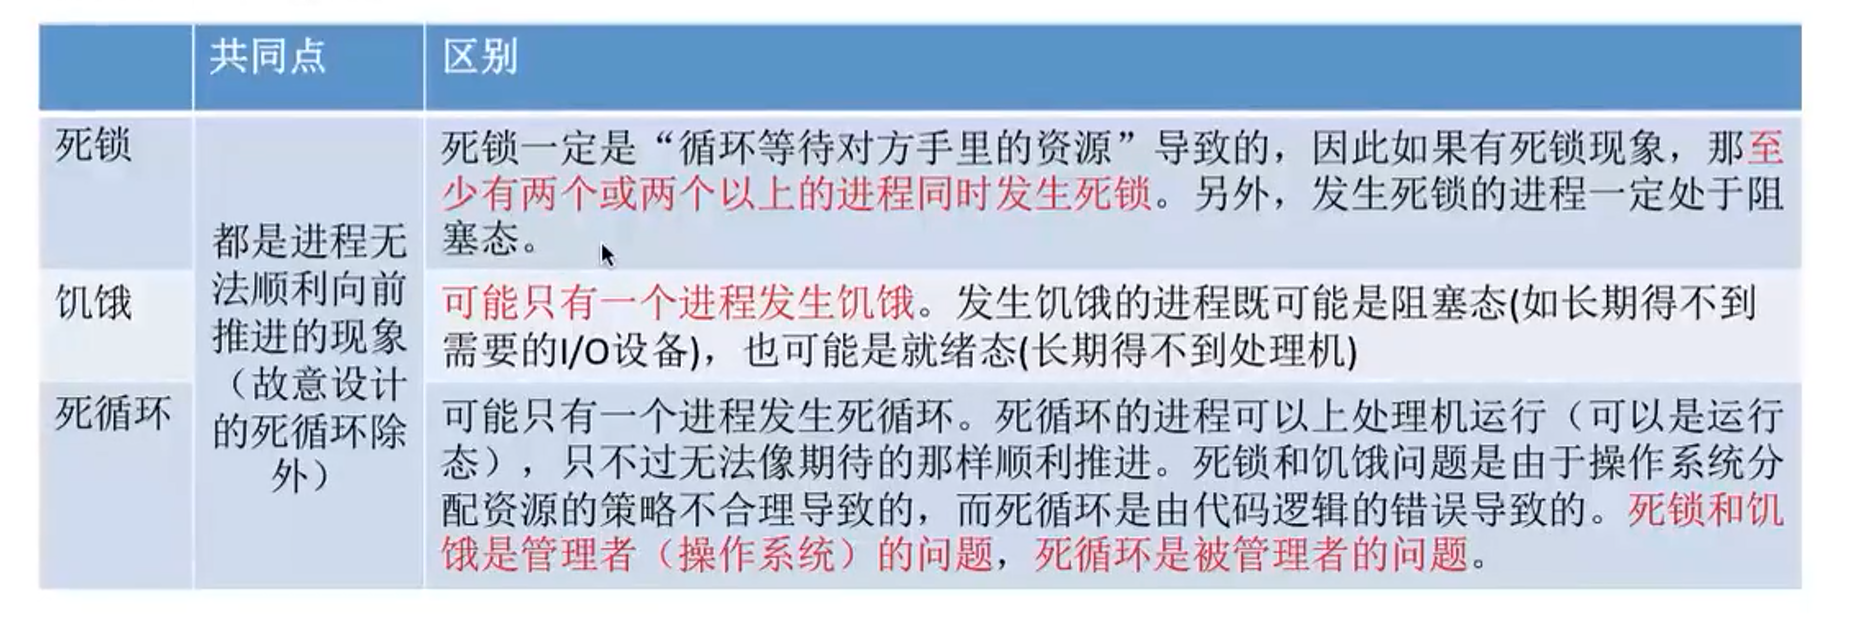 共同点
区别
死锁
都是进程无
法顺利向前
推进的现象
（故意设计
的死循环除
外）
死锁一定是“循环等待对方手里的资源”导致的，因此如果有死锁现象，那至
少有两个或两个以上的进程同时发生死锁。另外，发生死锁的进程一定处于阻
塞态。
饥饿
可能只有一个进程发生饥饿。发生饥饿的进程既可能是阻塞态(如长期得不到
需要的I/O设备)，也可能是就绪态(长期得不到处理机)
死循环
可能只有一个进程发生死循环。死循环的进程可以上处理机运行（可以是运行
态），只不过无法像期待的那样顺利推进。死锁和饥饿问题是由于操作系统分
配资源的策略不合理导致的，而死循环是由代码逻辑的错误导致的。死锁和饥
饿是管理者（操作系统）的问题，死循环是被管理者的问题。